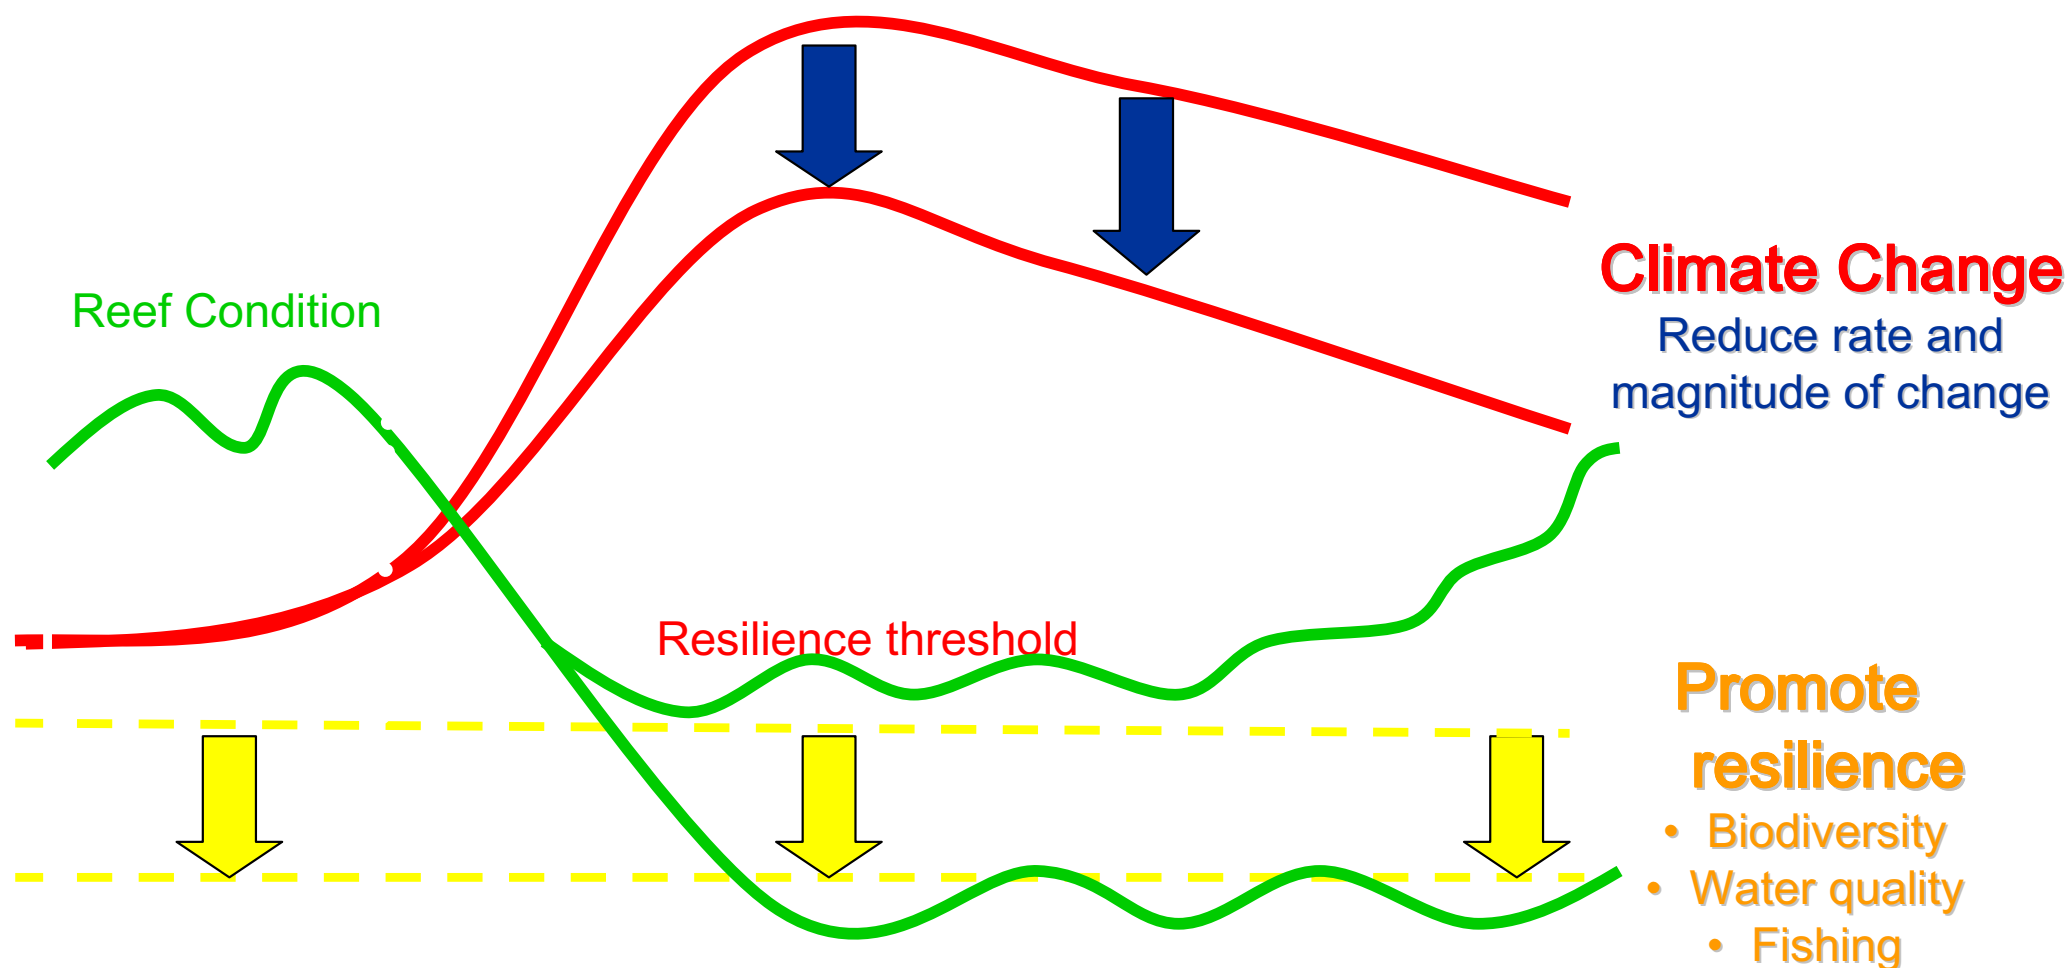 Reef Condition
Climate Change
Reduce rate and
magnitude of change
Resilience threshold
Promote
resilience
• Biodiversity
• Water quality
• Fishing